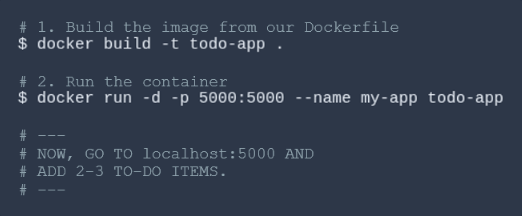 # 1. Build the image from our Dockerfile
$ docker build -t todo-app .
# 2. Run the container
$ docker run -d -p 5000:5000 --name my-app todo-app
# ---
# NOW, GO TO localhost:5000 AND
# ADD 2-3 TO-DO ITEMS.
# ---